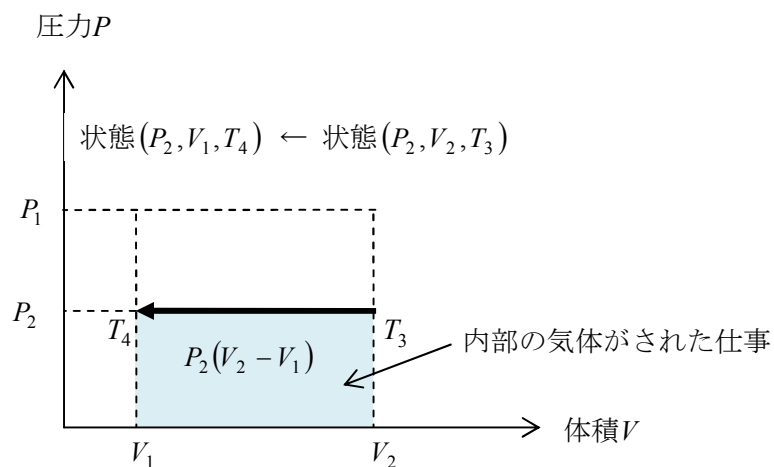 圧力P
状態(P₂,V₁,T₄) ← 状態(P₂,V₂,T₃)
P₁
P₂
T₄
T₃
P₂(V₂−V₁)
内部の気体がされた仕事
V₁
V₂
体積V